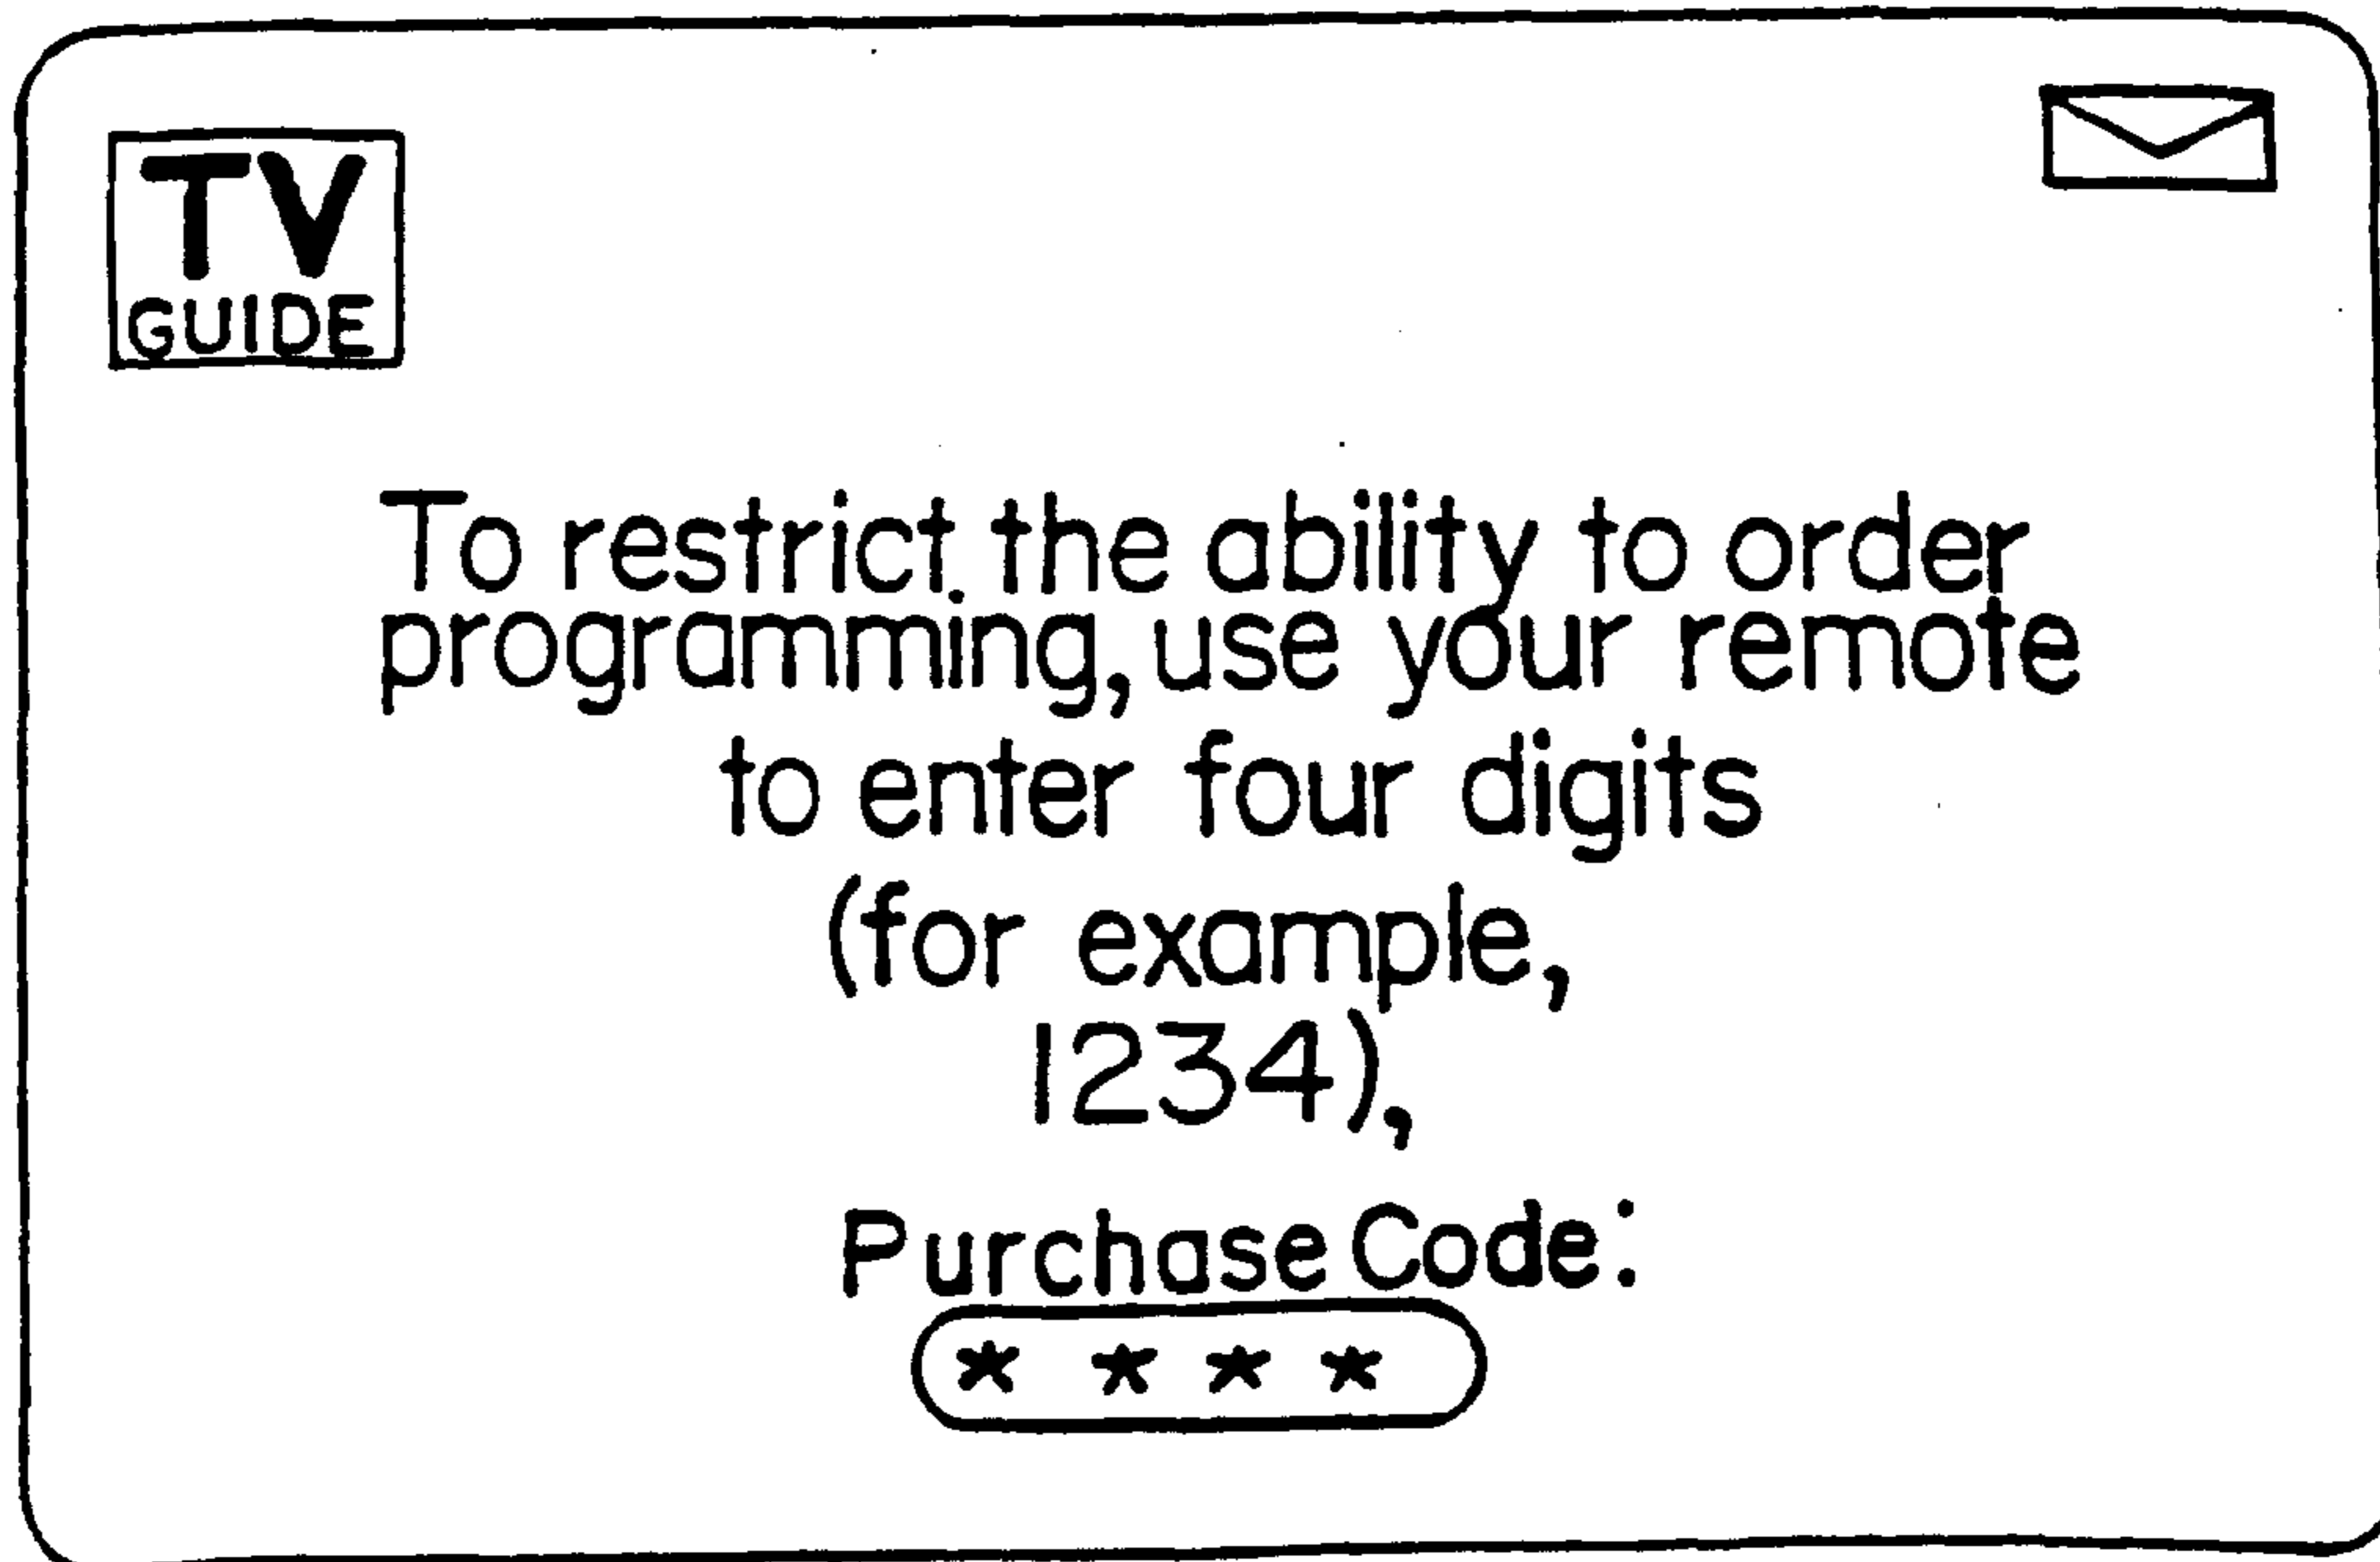 TV
GUIDE
To restrict the ability to order
programming, use your remote
to enter four digits
(for example,
1234),
Purchase Code:
* * * *